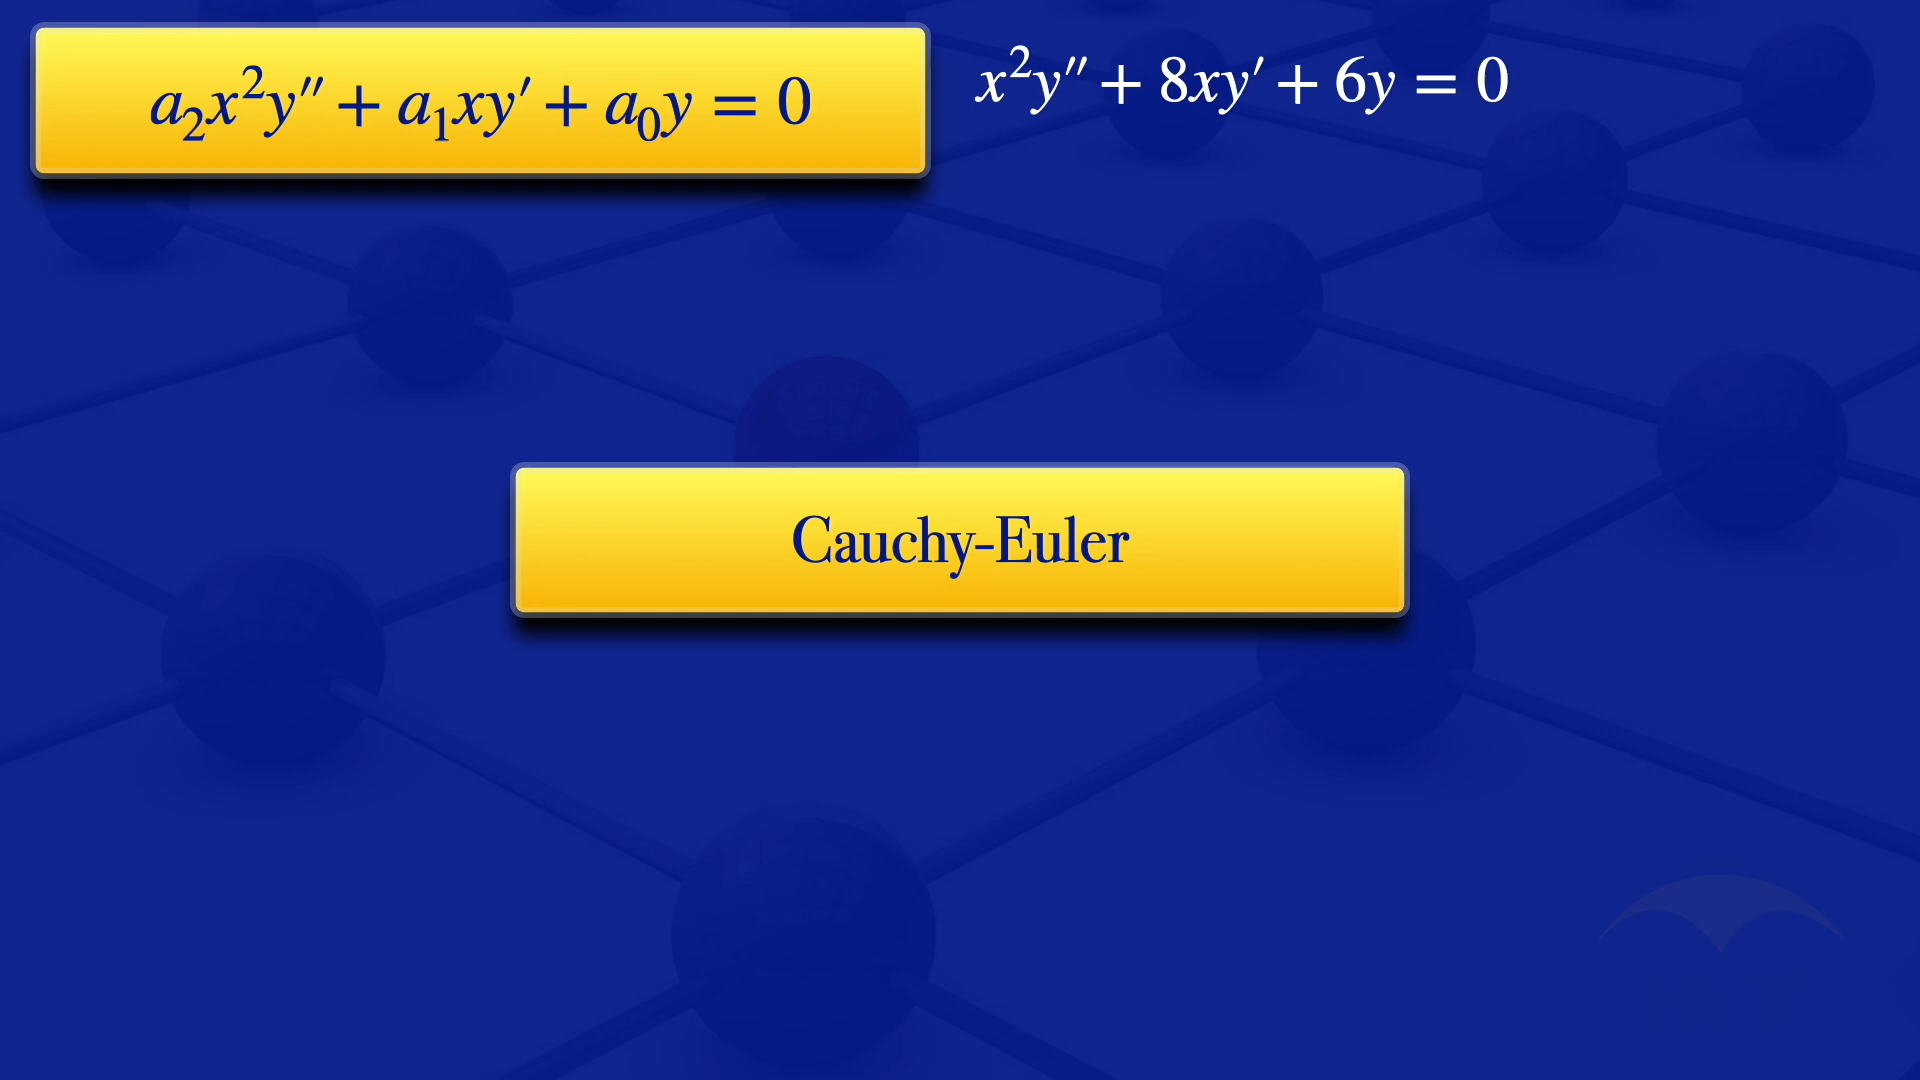 a₂x²y″ + a₁xy′ + a₀y = 0
x²y″ + 8xy′ + 6y = 0
Cauchy-Euler